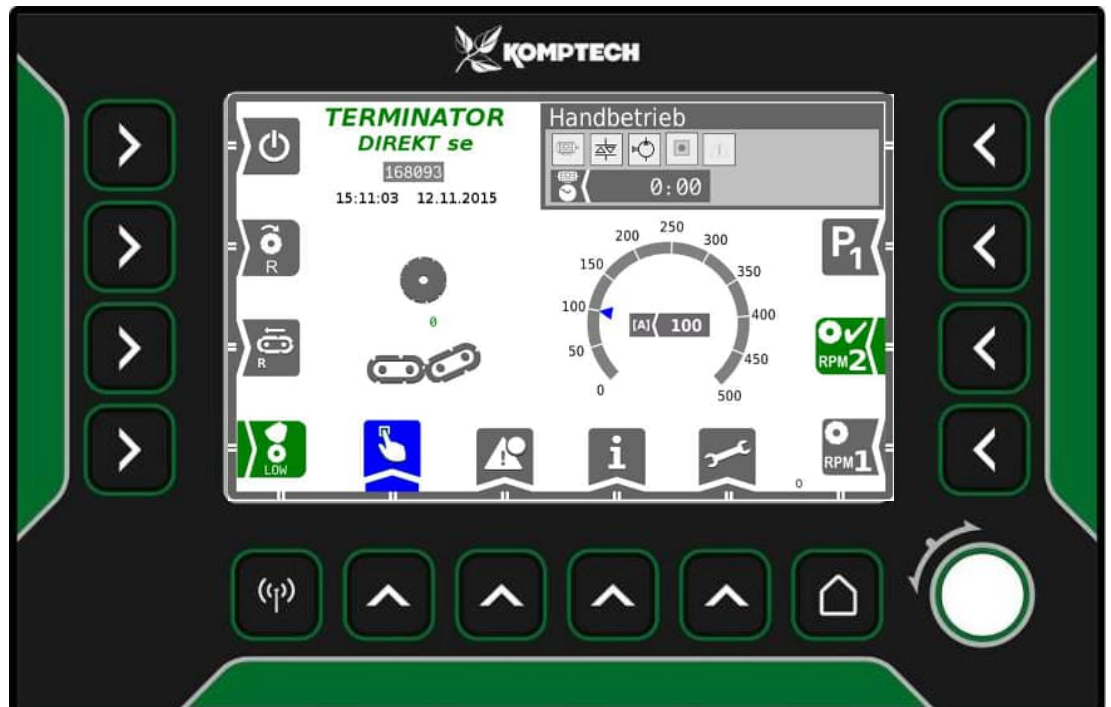 KOMPTECH
TERMINATOR
DIREKT se
168093
15:11:03 12.11.2015
Handbetrieb
0:00
R
0
R
LOW
0
50
100
150
200
250
300
350
400
450
500
[A] 100
P1
RPM2
RPM1
0